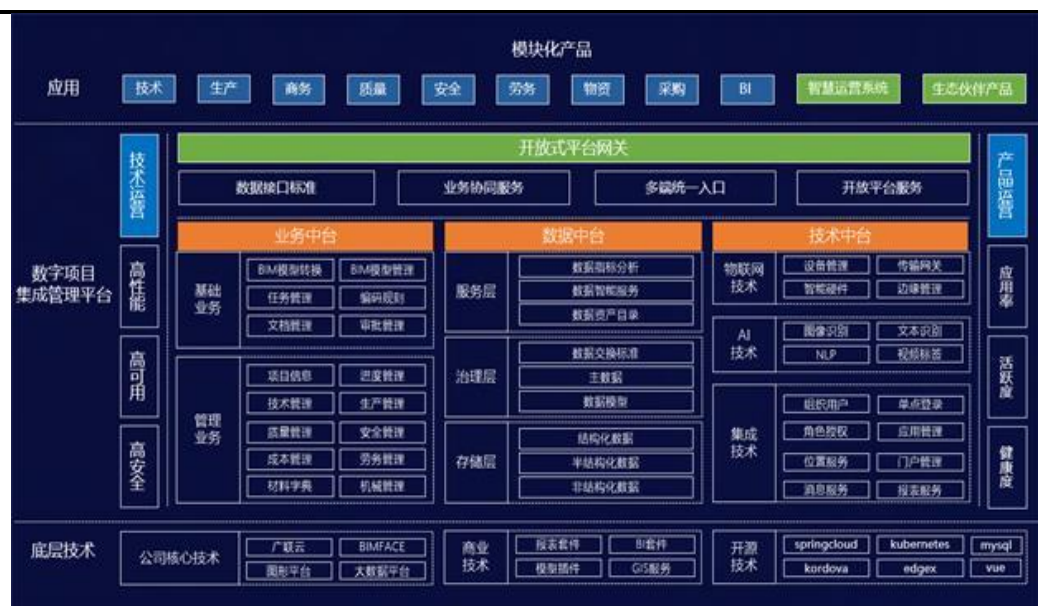 模块化产品
应用 技术 生产 商务 质量 安全 劳务 物资 采购 BI 智慧运营系统 生态伙伴产品
数字项目
集成管理平台
技术运营
高性能
高可用
高安全
开放式平台网关
数据接口标准 业务协同服务 多端统一入口 开放平台服务
业务中台
基础
业务
BIM模型转换 BIM模型管理
任务管理 编码规则
文档管理 审批管理
管理
业务
项目信息 进度管理
技术管理 生产管理
质量管理 安全管理
成本管理 劳务管理
材料字典 机械管理
数据中台
服务层
数据指标分析
数据智能服务
数据资产目录
治理层
数据交换标准
主数据
数据模型
存储层
结构化数据
半结构化数据
非结构化数据
技术中台
物联网
技术
设备管理 传输网关
智能硬件 边缘管理
AI
技术
图像识别 文本识别
NLP 视频标签
集成
技术
组织用户 单点登录
角色授权 应用管理
位置服务 门户管理
消息服务 报表服务
产品运营
应用率
活跃度
健康度
底层技术
公司核心技术
广联云 BIMFACE
图形平台 大数据平台
商业
技术
报表套件 BI套件
模型插件 GIS服务
开源
技术
springcloud kubernetes mysql
kordova edgex vue